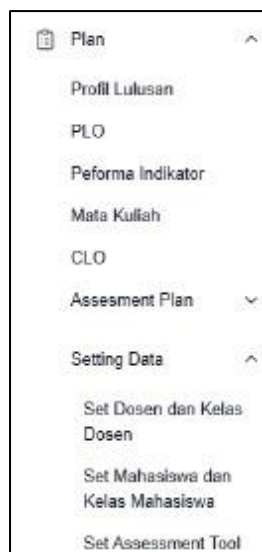 Plan
Profil Lulusan
PLO
Peforma Indikator
Mata Kuliah
CLO
Assesment Plan
Setting Data
Set Dosen dan Kelas
Dosen
Set Mahasiswa dan
Kelas Mahasiswa
Set Assessment Tool